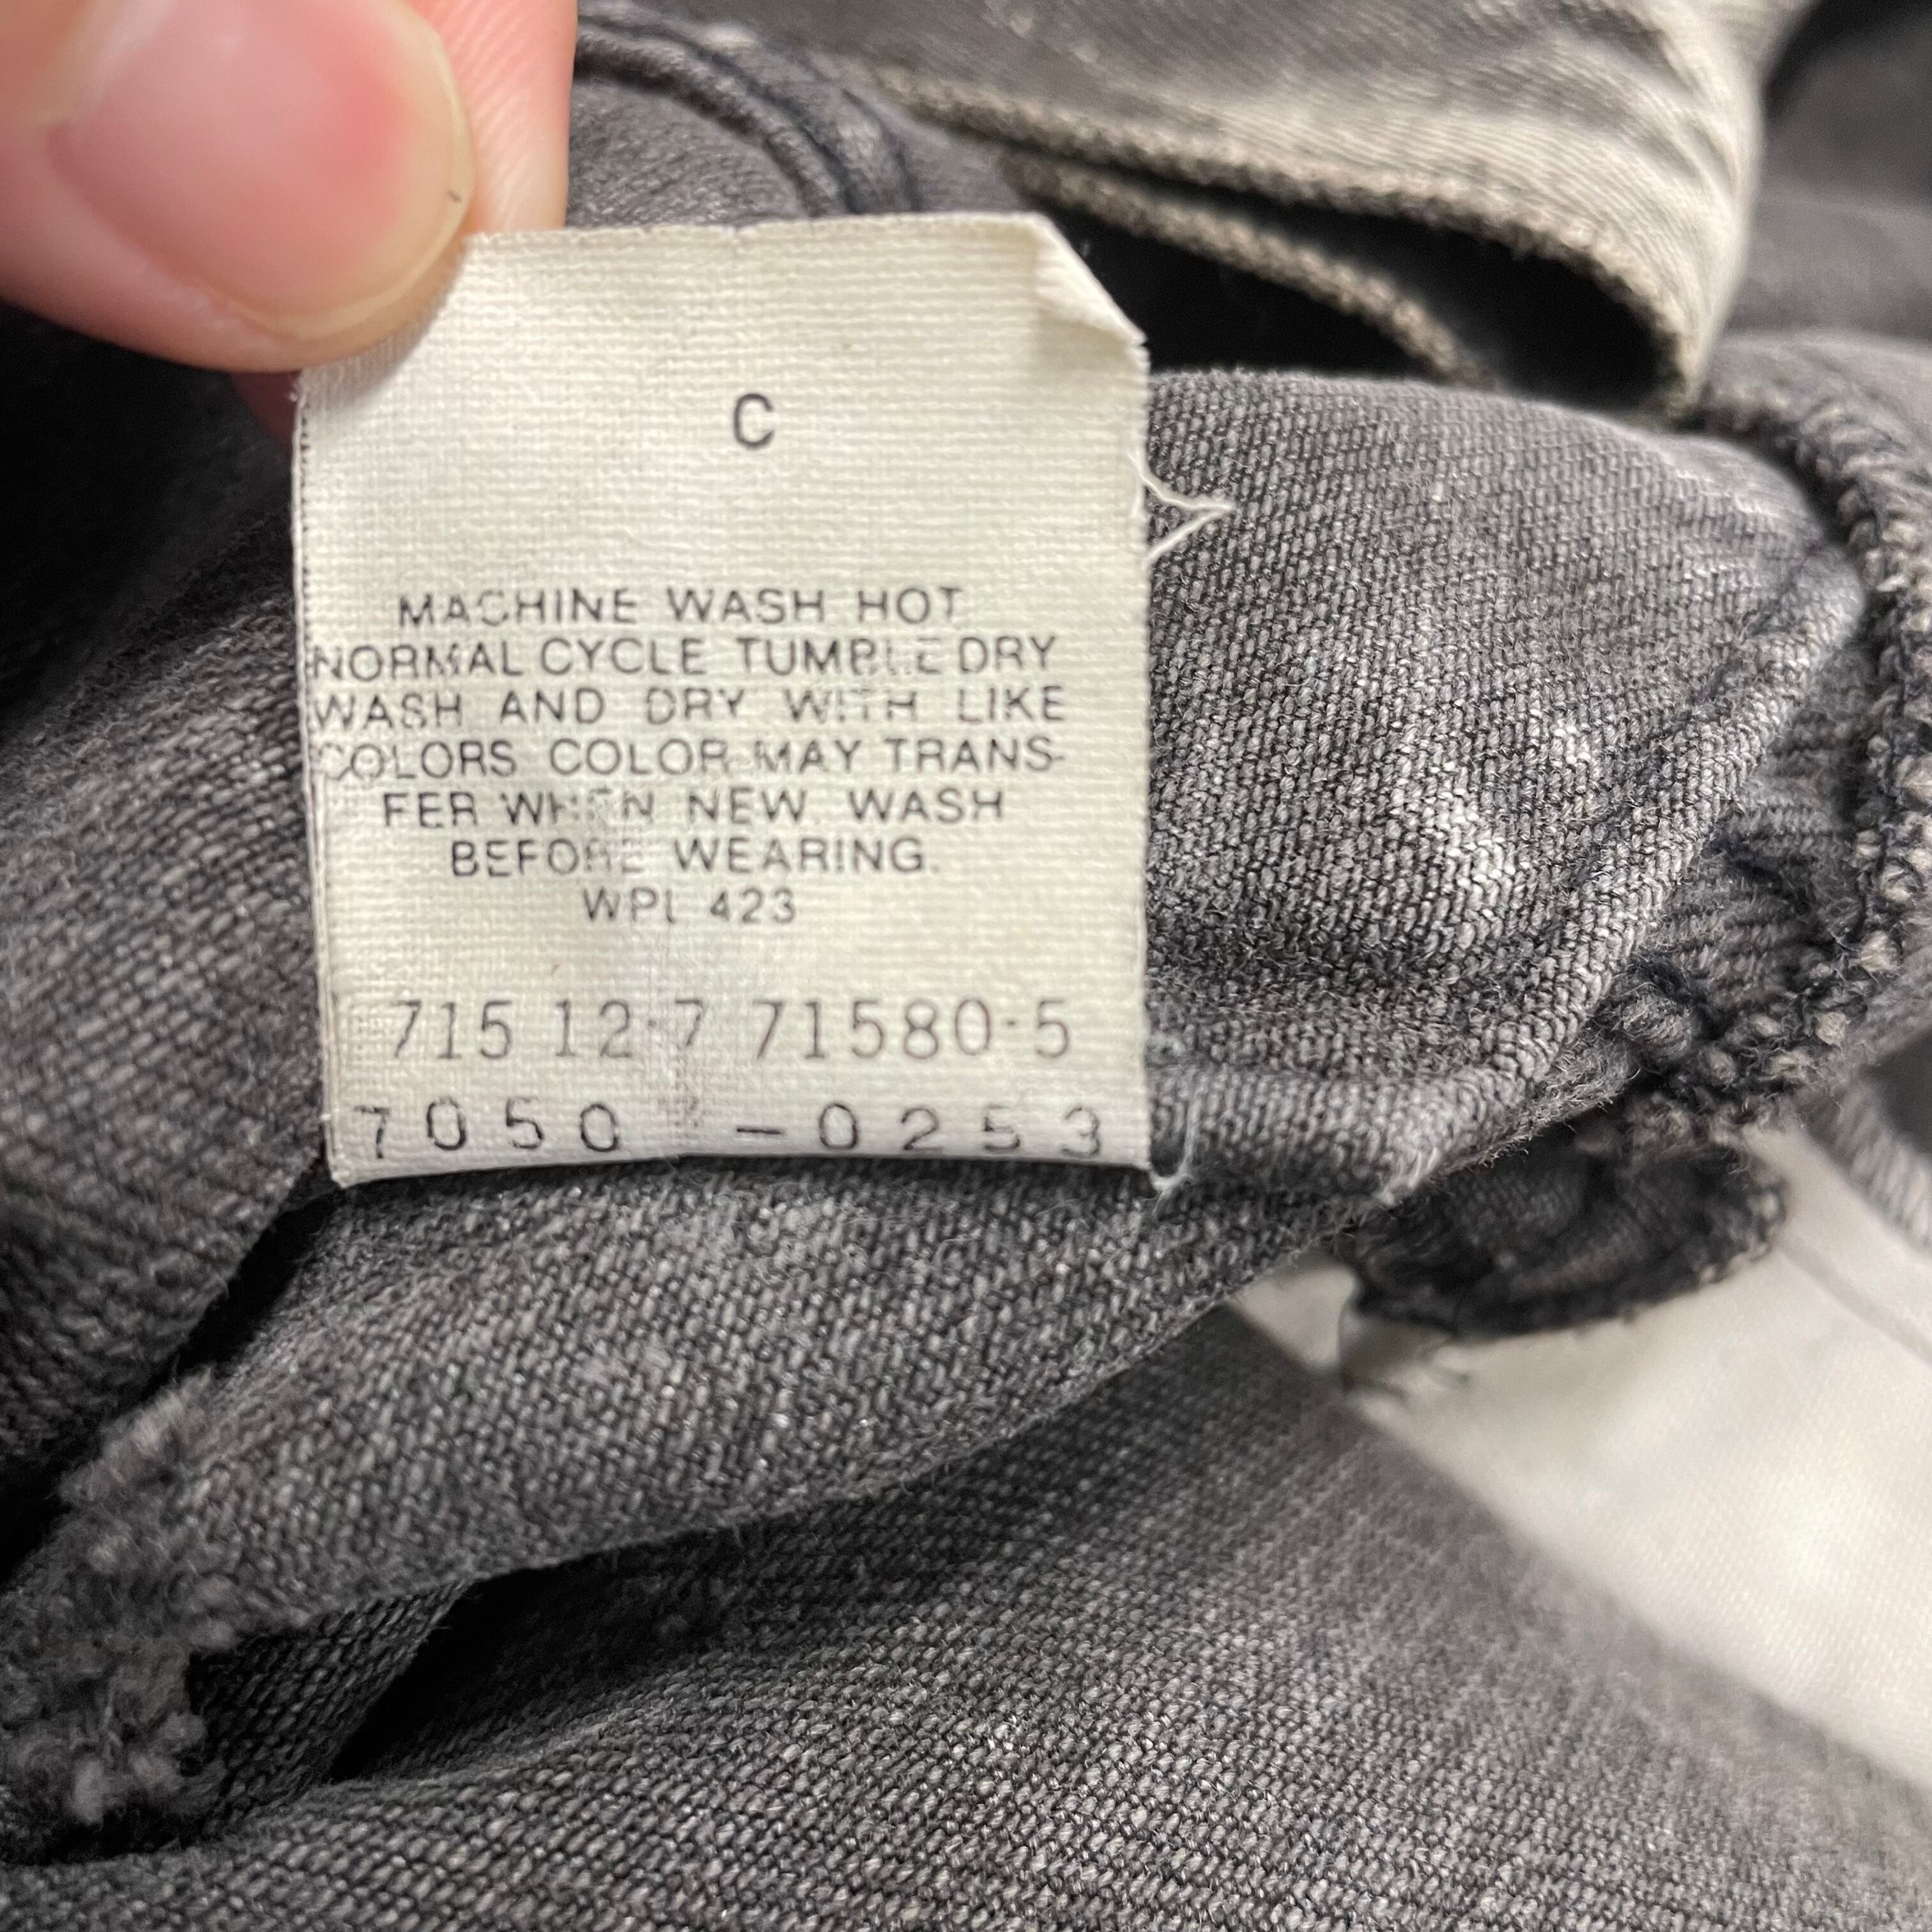 C
MACHINE WASH HOT
NORMAL CYCLE TUMBLE DRY
WASH AND DRY WITH LIKE
COLORS COLOR MAY TRANS-
FER WHEN NEW. WASH
BEFORE WEARING.
WPL 423
715 12·7 71580·5
7050 -0253